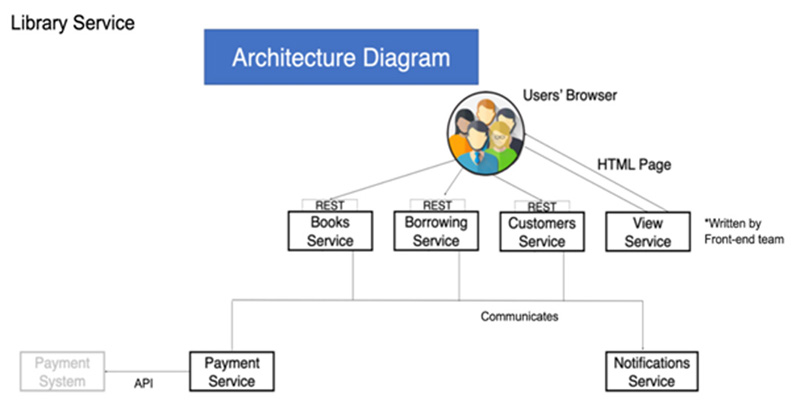 Library Service
Architecture Diagram
Users' Browser
HTML Page
REST
REST
REST
Books
Service
Borrowing
Service
Customers
Service
View
Service
*Written by
Front-end team
Communicates
Payment
System
API
Payment
Service
Notifications
Service